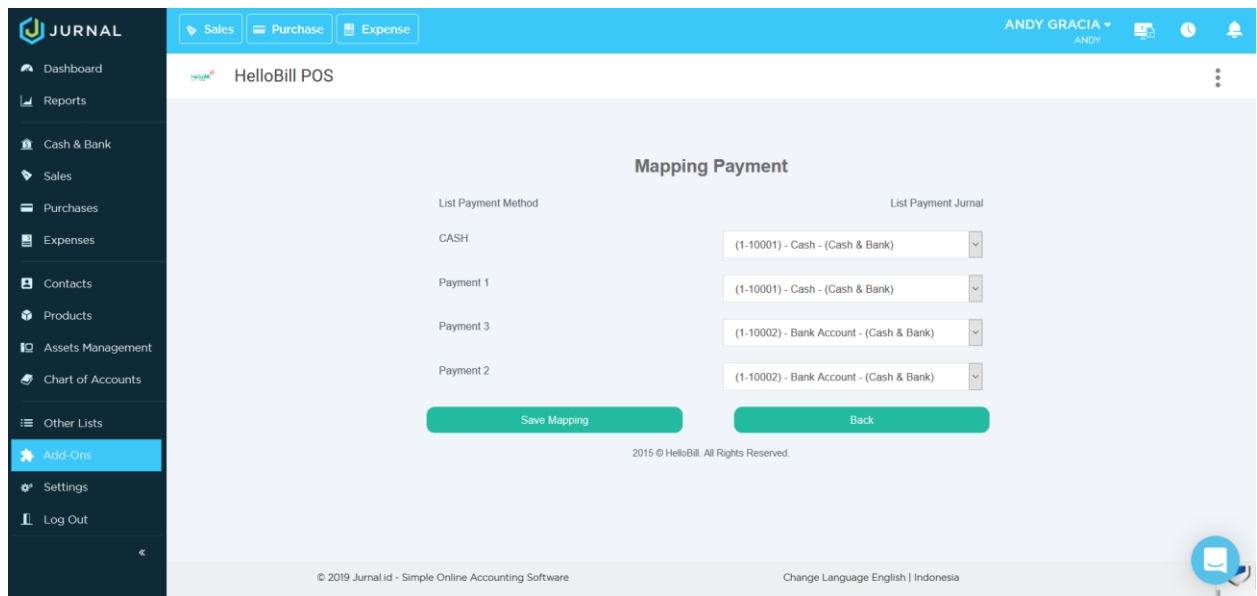 JURNAL
Sales
Purchase
Expense
ANDY GRACIA
ANDY
Dashboard
Reports
Cash & Bank
Sales
Purchases
Expenses
Contacts
Products
Assets Management
Chart of Accounts
Other Lists
Add-Ons
Settings
Log Out
HelloBill POS
Mapping Payment
List Payment Method List Payment Jurnal
CASH (1-10001) - Cash - (Cash & Bank)
Payment 1 (1-10001) - Cash - (Cash & Bank)
Payment 3 (1-10002) - Bank Account - (Cash & Bank)
Payment 2 (1-10002) - Bank Account - (Cash & Bank)
Save Mapping Back
2015 © HelloBill. All Rights Reserved.
© 2019 Jurnal.id - Simple Online Accounting Software Change Language English | Indonesia